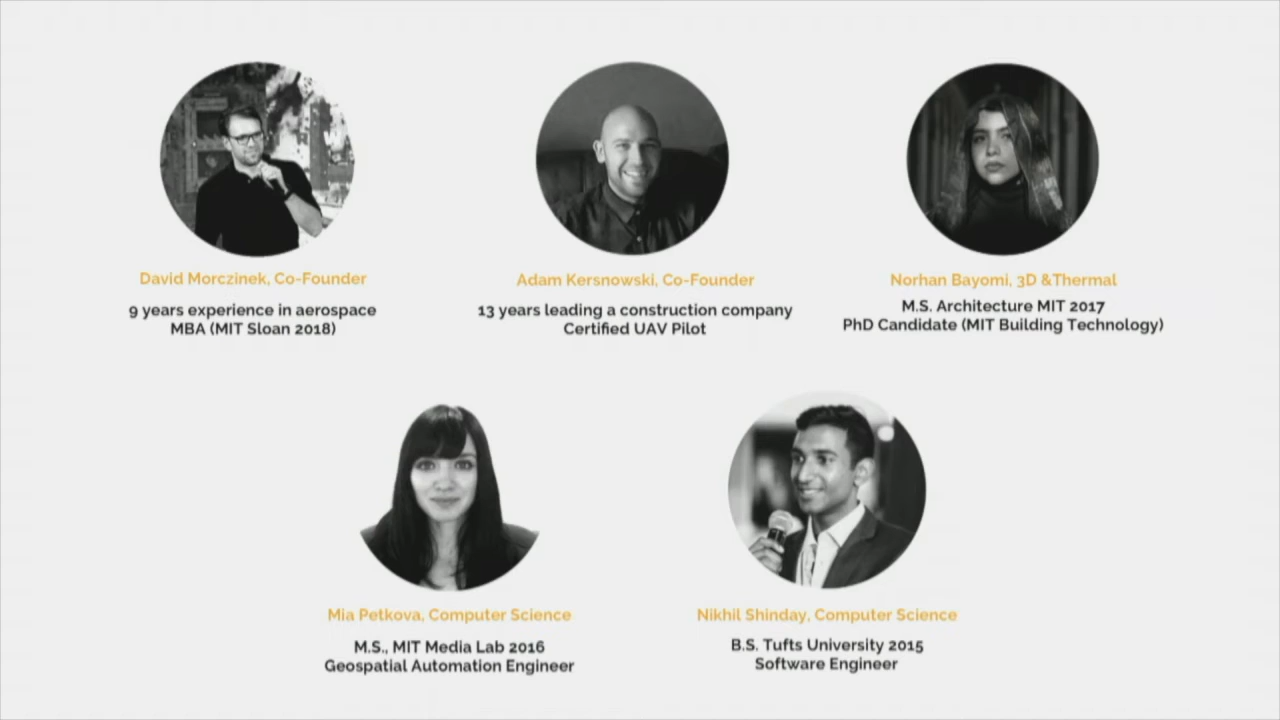 David Morczinek, Co-Founder
9 years experience in aerospace
MBA (MIT Sloan 2018)
Adam Kersnowski, Co-Founder
13 years leading a construction company
Certified UAV Pilot
Norhan Bayomi, 3D &Thermal
M.S. Architecture MIT 2017
PhD Candidate (MIT Building Technology)
Mia Petkova, Computer Science
M.S., MIT Media Lab 2016
Geospatial Automation Engineer
Nikhil Shinday, Computer Science
B.S. Tufts University 2015
Software Engineer